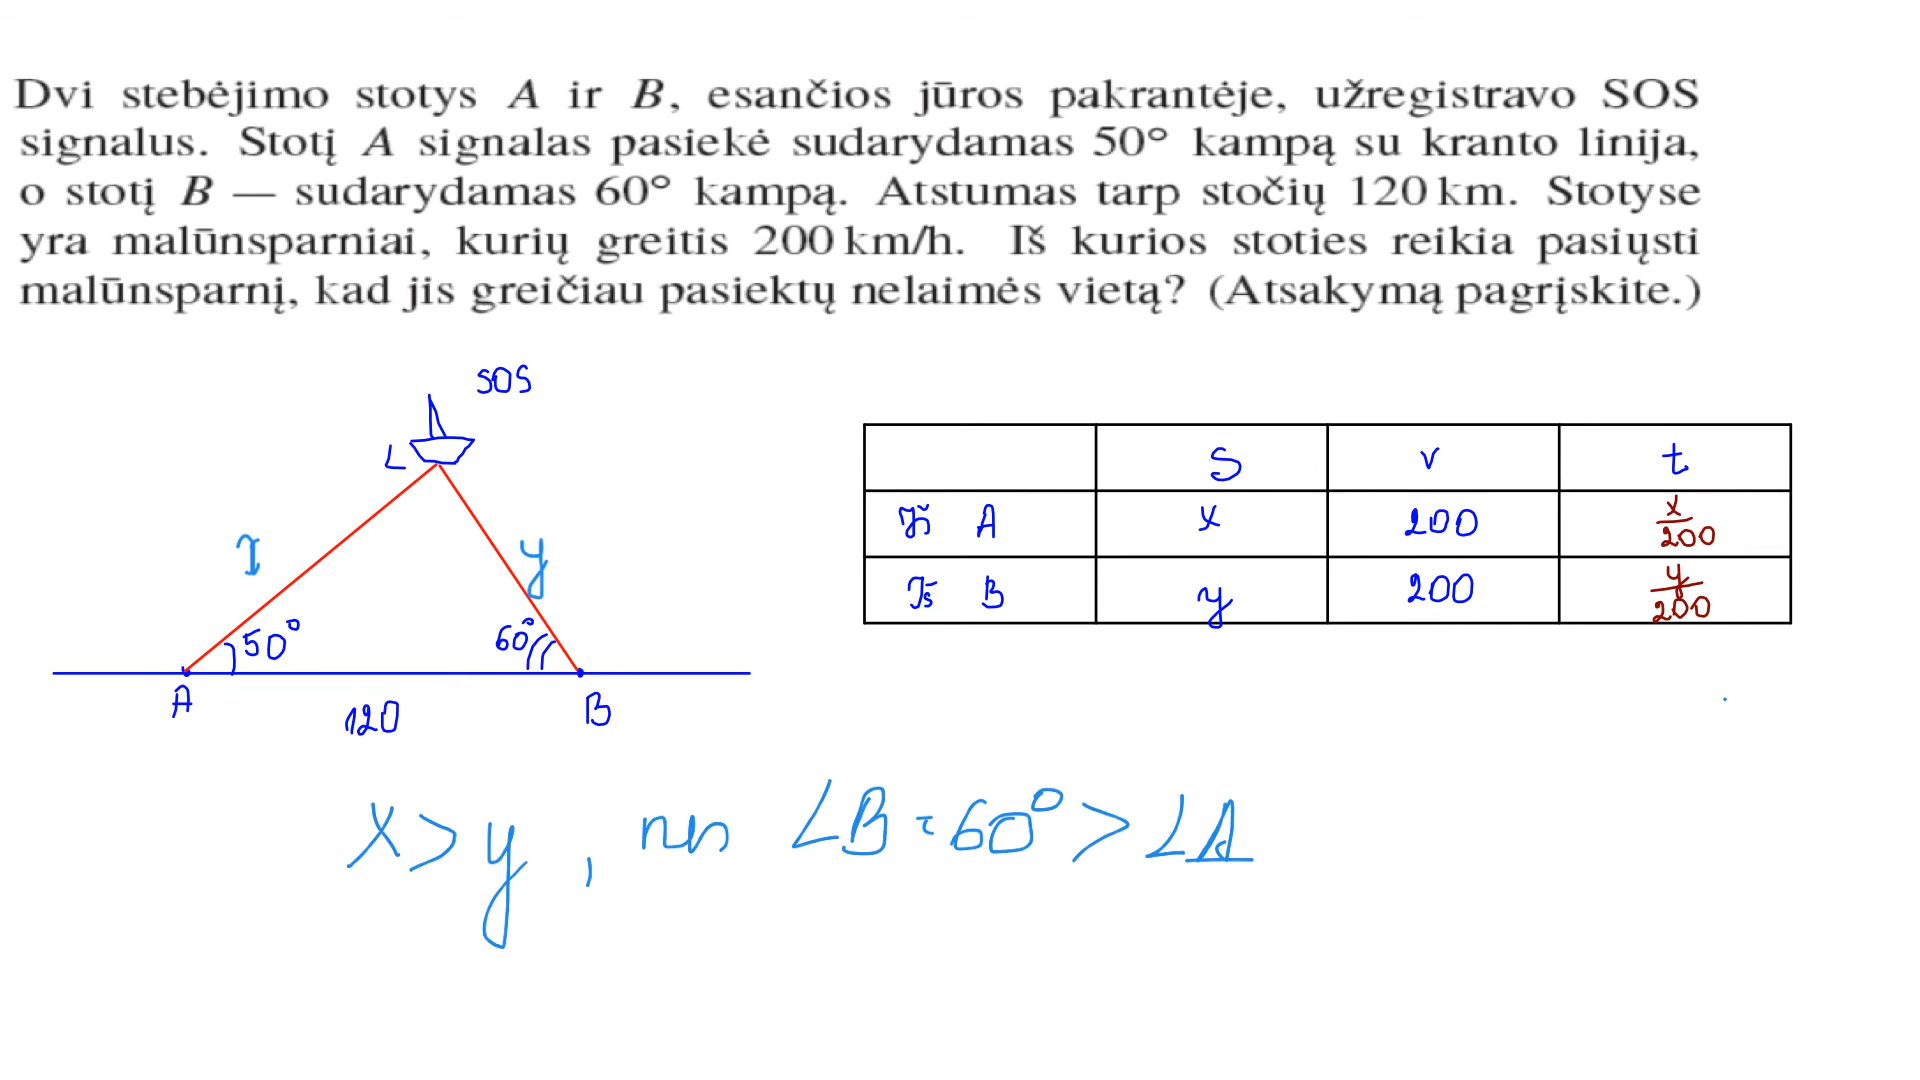 Dvi stebėjimo stotys A ir B, esančios jūros pakrantėje, užregistravo SOS
signalus. Stotį A signalas pasiekė sudarydamas 50° kampą su kranto linija,
o stotį B — sudarydamas 60° kampą. Atstumas tarp stočių 120 km. Stotyse
yra malūnsparniai, kurių greitis 200 km/h. Iš kurios stoties reikia pasiųsti
malūnsparnį, kad jis greičiau pasiektų nelaimės vietą? (Atsakymą pagrįskite.)
SOS
L
x
y
50°
60°
A
B
120
S v t
Iš A x 200 x/200
Iš B y 200 y/200
x > y, nes ∠B = 60° > ∠A